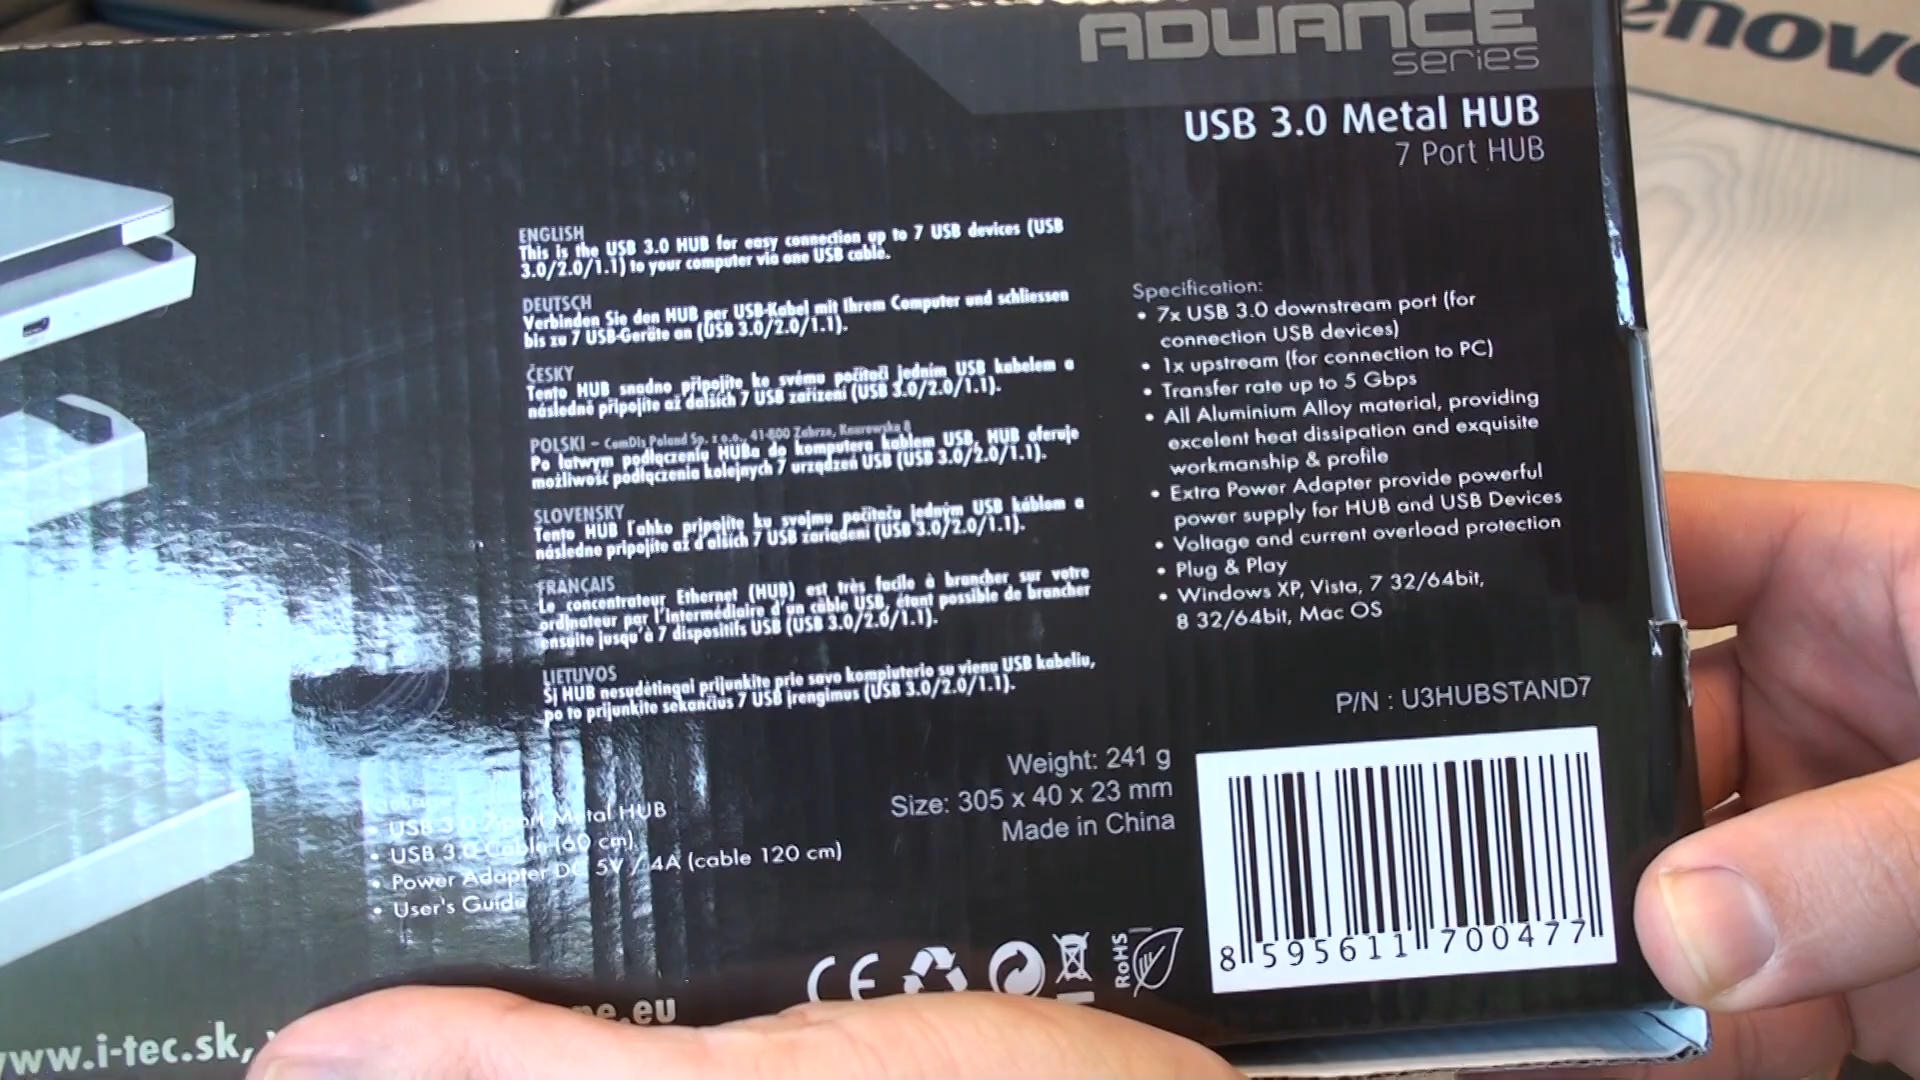 ADVANCE
series
USB 3.0 Metal HUB
7 Port HUB
enov
ENGLISH
This is the USB 3.0 HUB for easy connection up to 7 USB devices (USB
3.0/2.0/1.1) to your computer via one USB cable.
DEUTSCH
Verbinden Sie den HUB per USB-Kabel mit Ihrem Computer und schliessen
bis zu 7 USB-Geräte an (USB 3.0/2.0/1.1).
ČESKY
Tento HUB snadno připojíte ke svému počítači jedním USB kabelem a
následně připojíte až dalších 7 USB zařízení (USB 3.0/2.0/1.1).
POLSKI – ComDis Poland Sp. z o.o., 41-800 Zabrze, Knurowska 8
Po łatwym podłączeniu HUBa do komputera kablem USB, HUB oferuje
możliwość podłączenia kolejnych 7 urządzeń USB (USB 3.0/2.0/1.1).
SLOVENSKY
Tento HUB ľahko pripojíte ku svojmu počítaču jedným USB káblom a
následne pripojíte až ďalších 7 USB zariadení (USB 3.0/2.0/1.1).
FRANÇAIS
Le concentrateur Ethernet (HUB) est très facile à brancher sur votre
ordinateur par l'intermédiaire d'un câble USB, étant possible de brancher
ensuite jusqu'à 7 dispositifs USB (USB 3.0/2.0/1.1).
LIETUVOS
Šį HUB nesudėtingai prijunkite prie savo kompiuterio su vienu USB kabeliu,
po to prijunkite sekančius 7 USB įrengimus (USB 3.0/2.0/1.1).
Specification:
• 7x USB 3.0 downstream port (for
connection USB devices)
• 1x upstream (for connection to PC)
• Transfer rate up to 5 Gbps
• All Aluminium Alloy material, providing
excelent heat dissipation and exquisite
workmanship & profile
• Extra Power Adapter provide powerful
power supply for HUB and USB Devices
• Voltage and current overload protection
• Plug & Play
• Windows XP, Vista, 7 32/64bit,
8 32/64bit, Mac OS
P/N : U3HUBSTAND7
Weight: 241 g
Size: 305 x 40 x 23 mm
Made in China
• USB 3.0 7-port Metal HUB
• USB 3.0 Cable (60 cm)
• Power Adapter DC 5V / 4A (cable 120 cm)
• User's Guide
CE
RoHS
8 595611 700477
www.i-tec.sk,
ne.eu